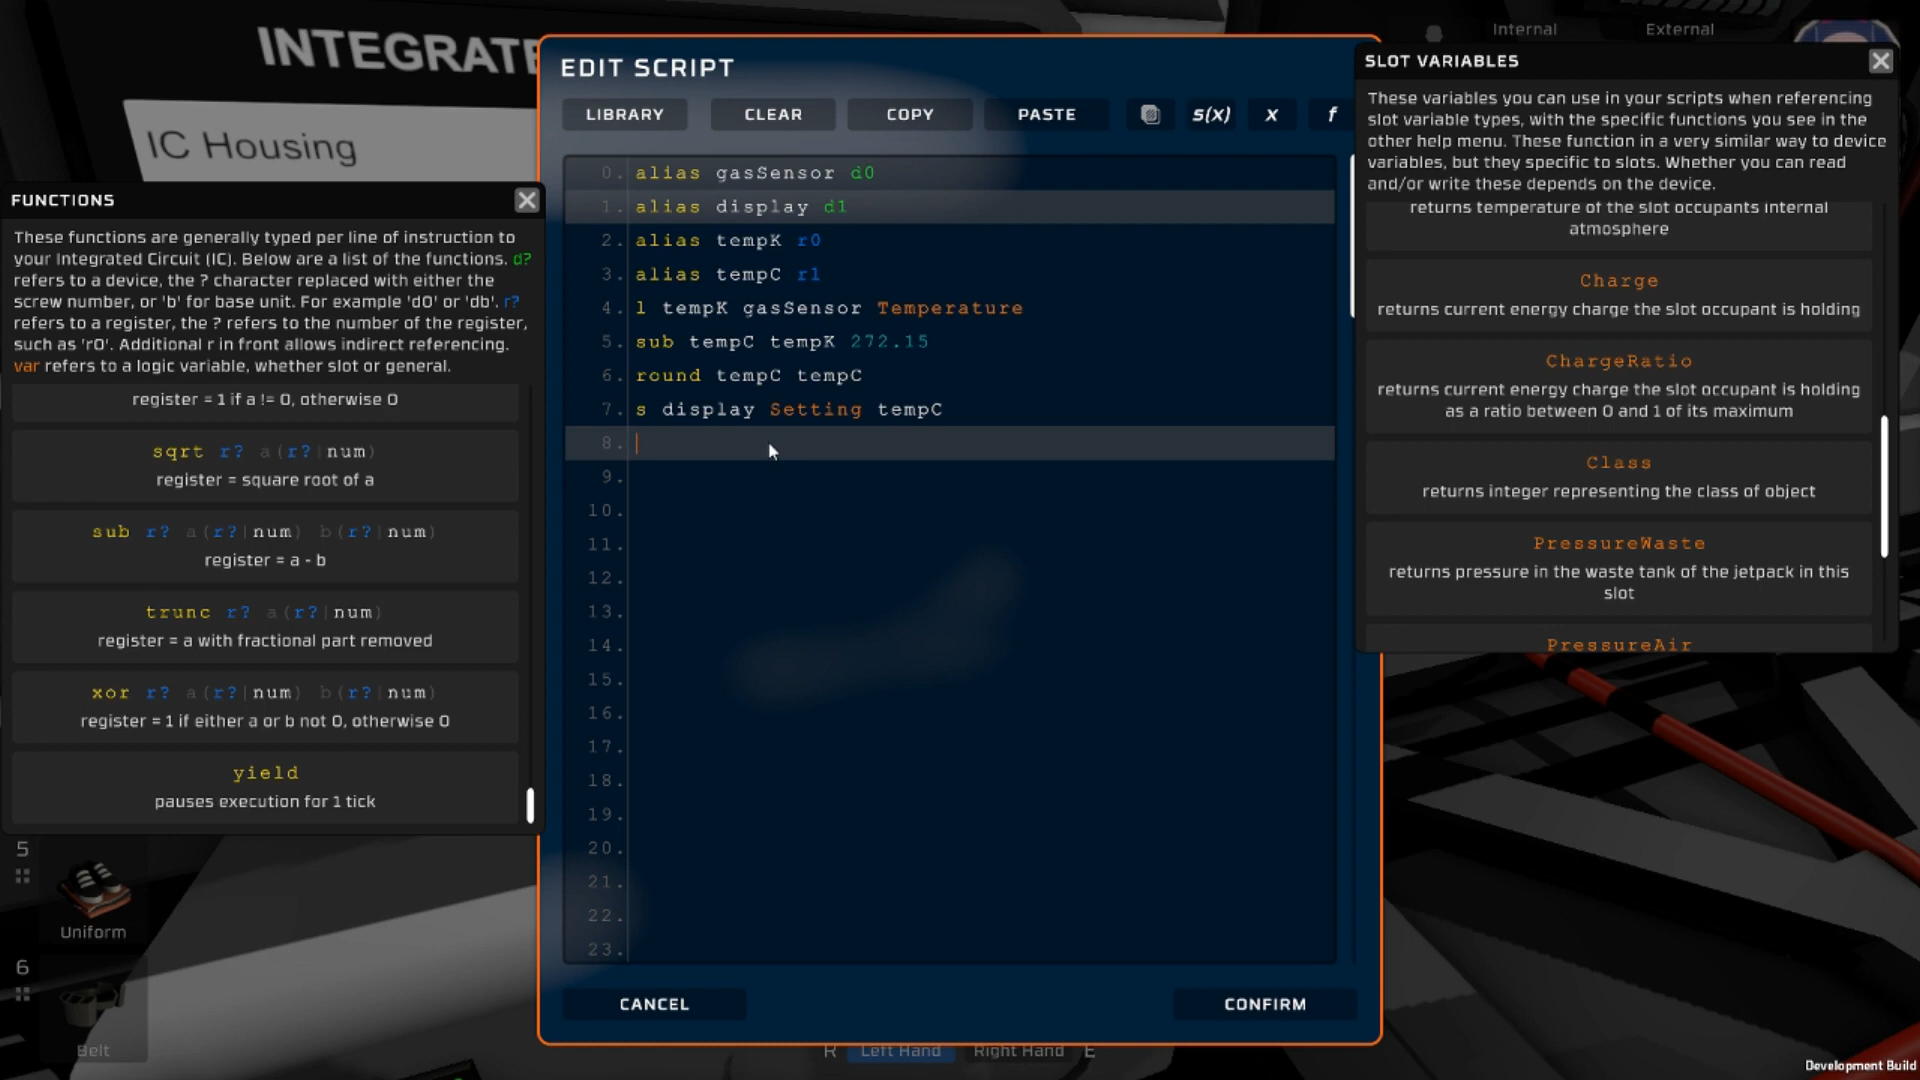 INTEGRATE
IC Housing
Internal
External
FUNCTIONS
These functions are generally typed per line of instruction to
your Integrated Circuit (IC). Below are a list of the functions. d?
refers to a device, the ? character replaced with either the
screw number, or 'b' for base unit. For example 'd0' or 'db'. r?
refers to a register, the ? refers to the number of the register,
such as 'r0'. Additional r in front allows indirect referencing.
var refers to a logic variable, whether slot or general.
register = 1 if a != 0, otherwise 0
sqrt r? a(r?|num)
register = square root of a
sub r? a(r?|num) b(r?|num)
register = a - b
trunc r? a(r?|num)
register = a with fractional part removed
xor r? a(r?|num) b(r?|num)
register = 1 if either a or b not 0, otherwise 0
yield
pauses execution for 1 tick
5
Uniform
6
Belt
EDIT SCRIPT
LIBRARY
CLEAR
COPY
PASTE
s(x)
x
f
0. alias gasSensor d0
1. alias display d1
2. alias tempK r0
3. alias tempC r1
4. l tempK gasSensor Temperature
5. sub tempC tempK 272.15
6. round tempC tempC
7. s display Setting tempC
8.
9.
10.
11.
12.
13.
14.
15.
16.
17.
18.
19.
20.
21.
22.
23.
CANCEL
CONFIRM
R Left Hand Right Hand E
SLOT VARIABLES
These variables you can use in your scripts when referencing
slot variable types, with the specific functions you see in the
other help menu. These function in a very similar way to device
variables, but they specific to slots. Whether you can read
and/or write these depends on the device.
returns temperature of the slot occupants internal
atmosphere
Charge
returns current energy charge the slot occupant is holding
ChargeRatio
returns current energy charge the slot occupant is holding
as a ratio between 0 and 1 of its maximum
Class
returns integer representing the class of object
PressureWaste
returns pressure in the waste tank of the jetpack in this
slot
PressureAir
Development Build